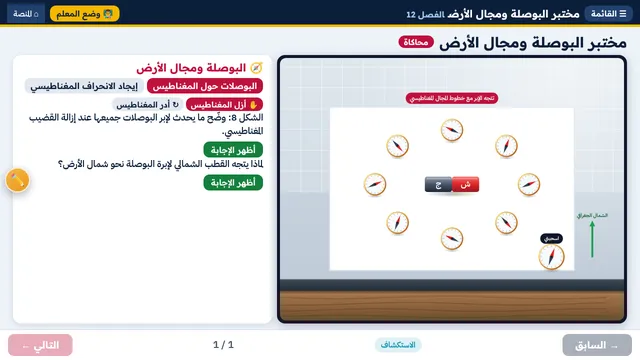 ☰ القائمة
مختبر البوصلة ومجال الأرض الفصل 12
وضع المعلم
⌂ المنصة
مختبر البوصلة ومجال الأرض محاكاة
تتجه الإبر مع خطوط المجال المغناطيسي
ج ش
الشمال الجغرافي
اسحبني
البوصلة ومجال الأرض
البوصلات حول المغناطيس إيجاد الانحراف المغناطيسي
أزل المغناطيس ↻ أدر المغناطيس
الشكل 8: وضّح ما يحدث لإبر البوصلات جميعها عند إزالة القضيب
المغناطيسي.
أظهر الإجابة
لماذا يتجه القطب الشمالي لإبرة البوصلة نحو شمال الأرض؟
أظهر الإجابة
→ السابق
الاستكشاف
1 / 1
التالي ←